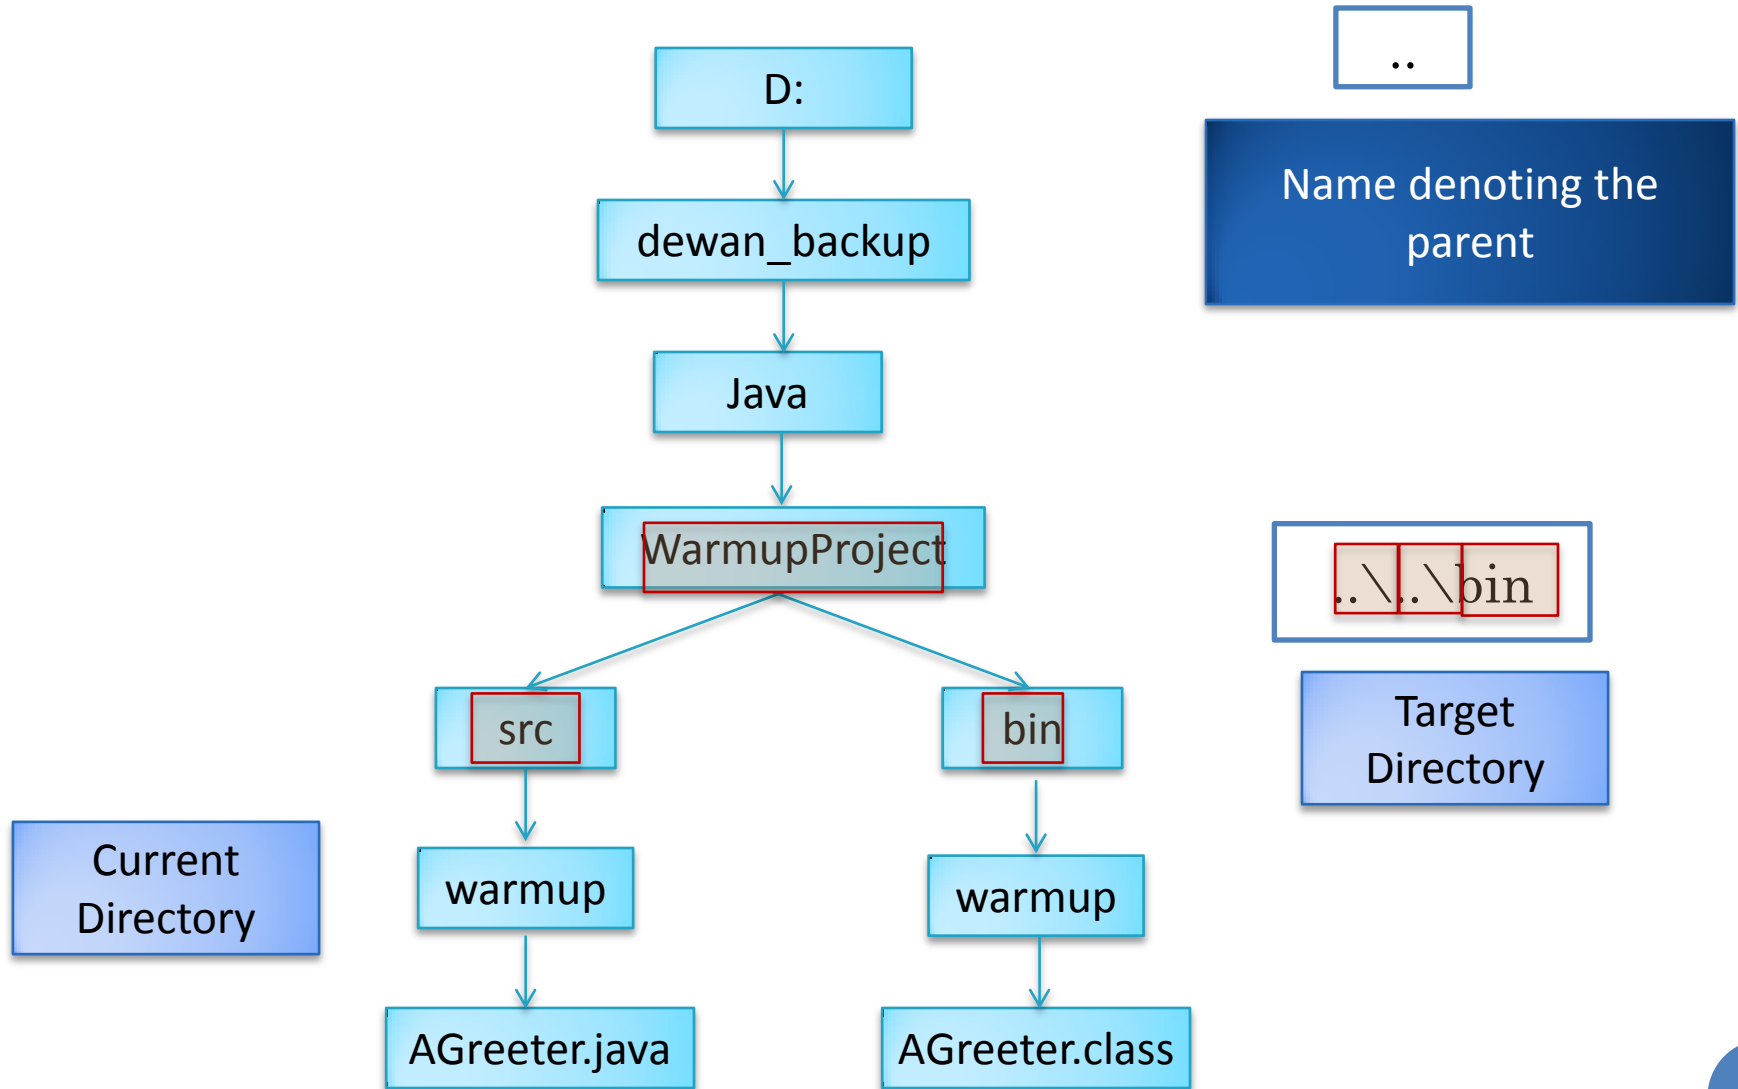 D:
..
Name denoting the
parent
dewan_backup
Java
WarmupProject
..\..\bin
src
bin
Target
Directory
Current
Directory
warmup
warmup
AGreeter.java
AGreeter.class